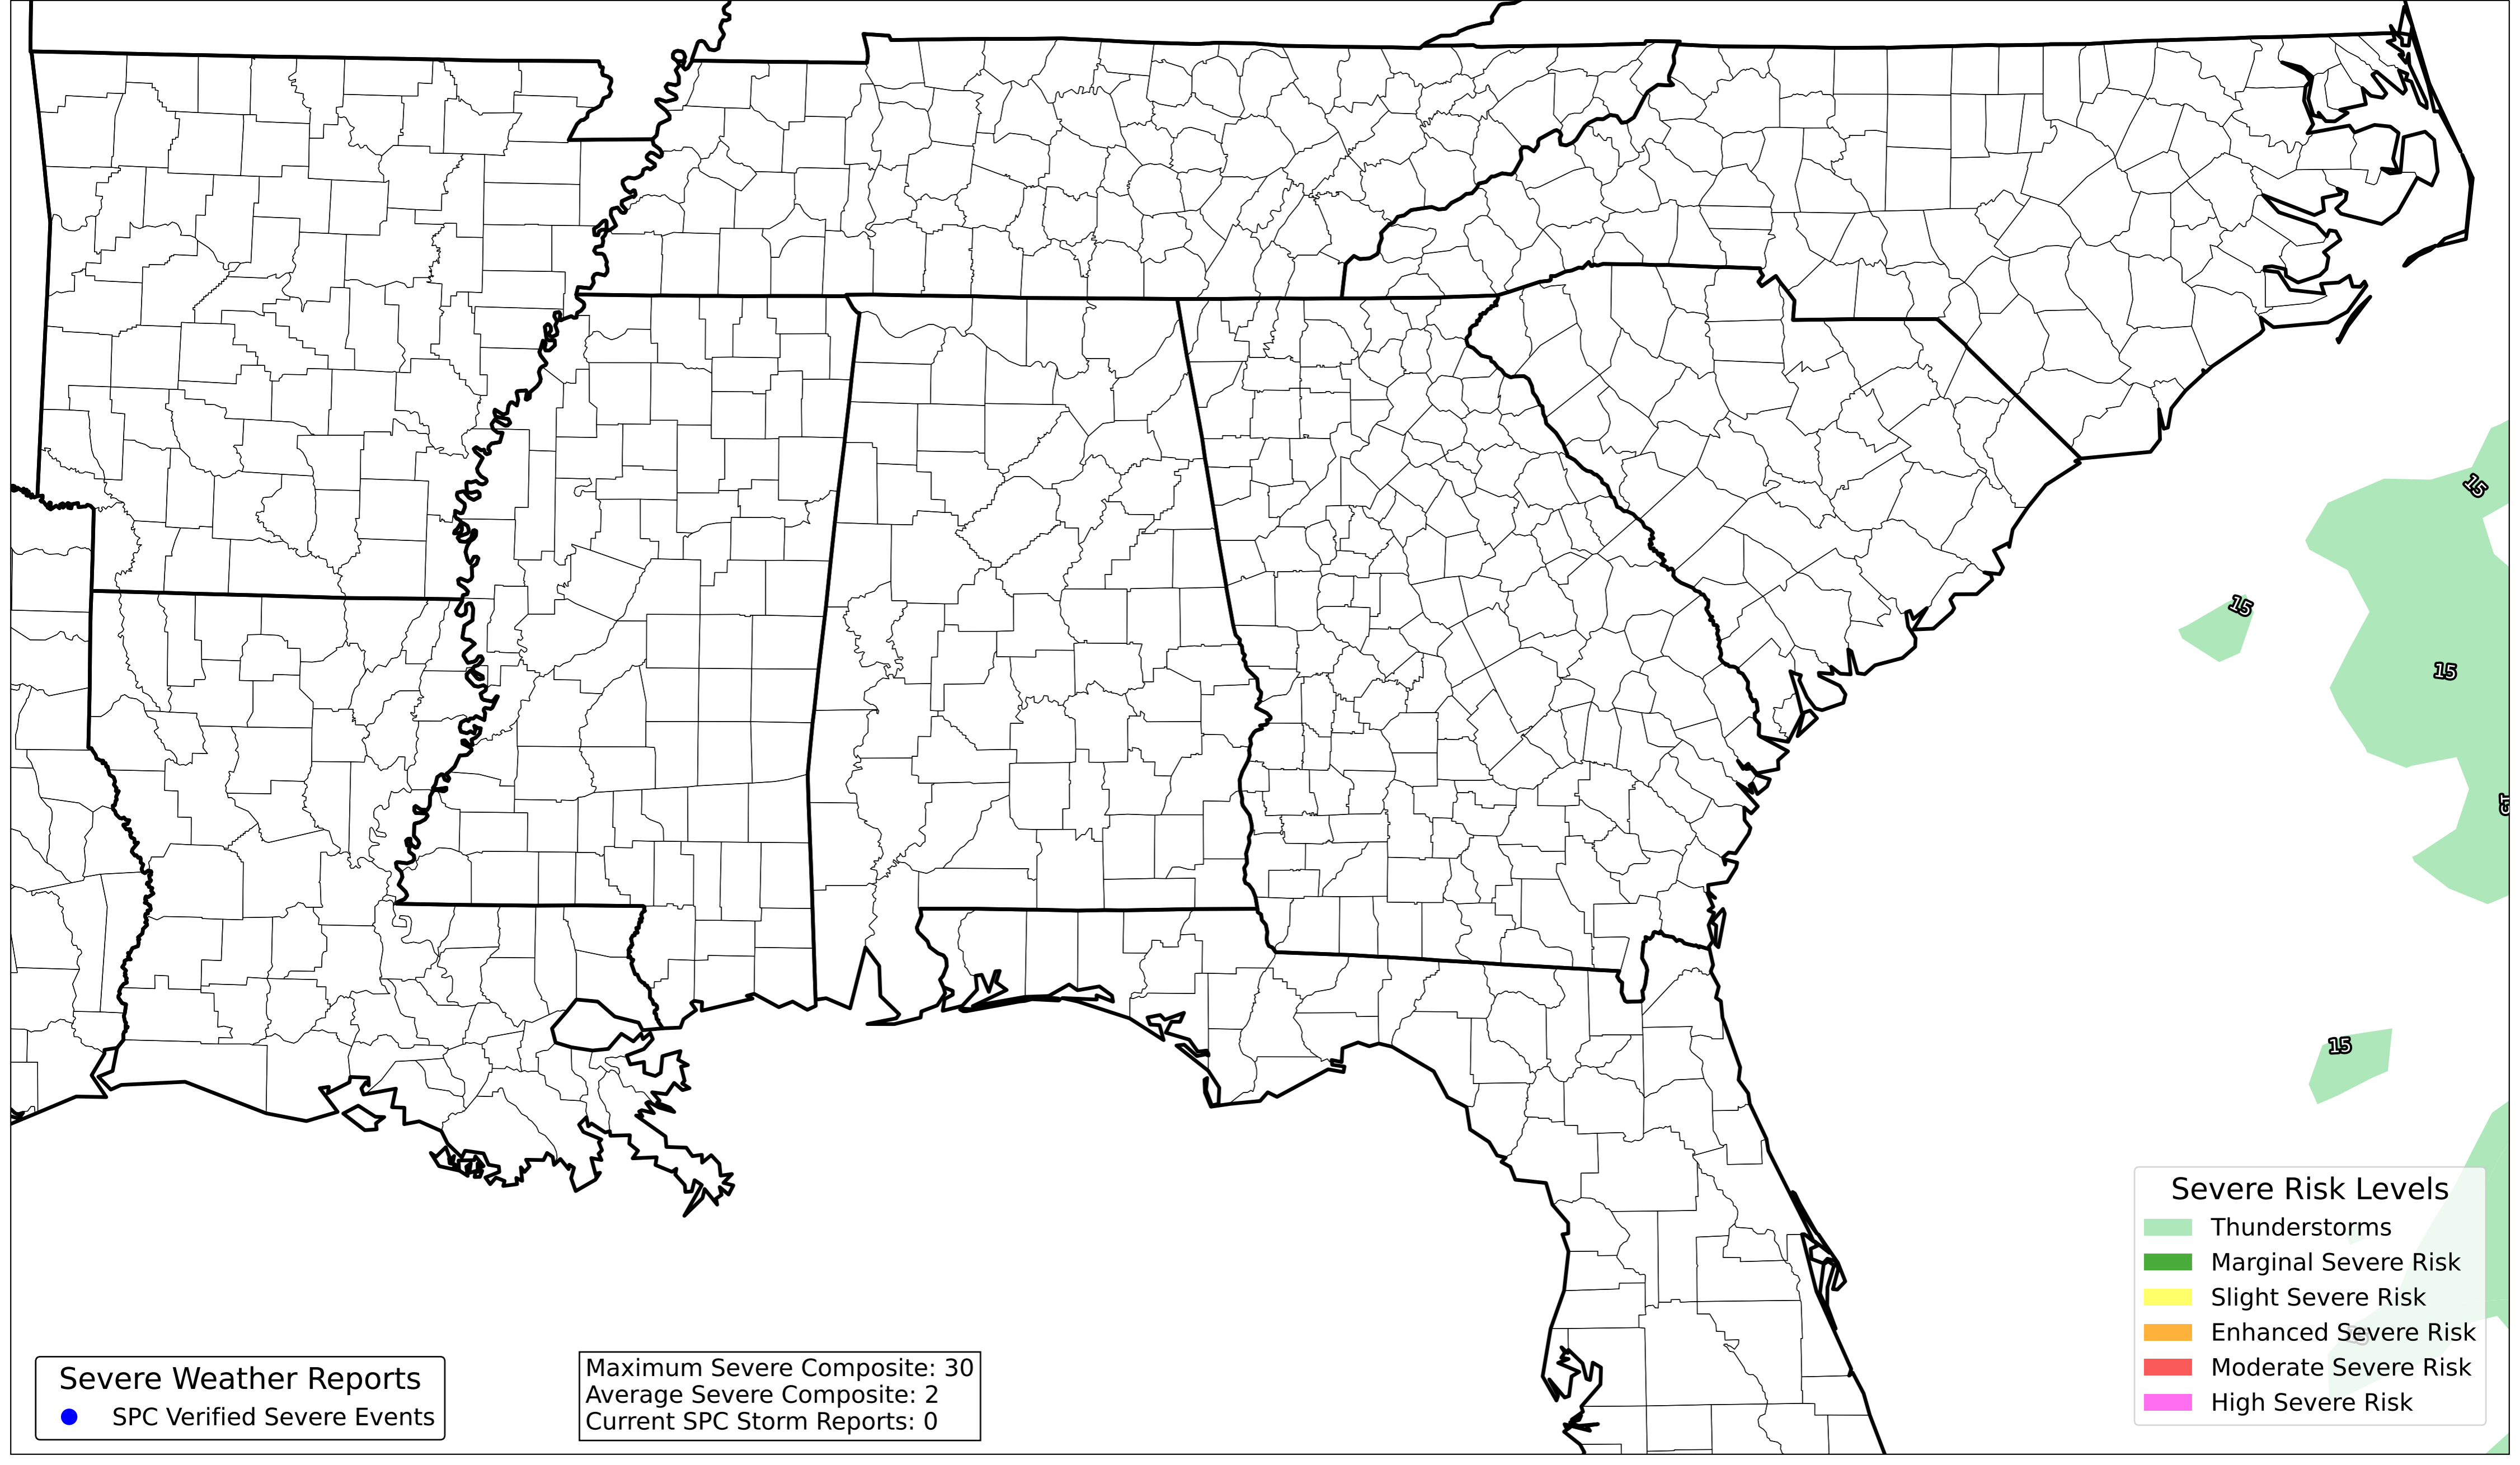 15
15
15
15
Severe Risk Levels
Thunderstorms
Marginal Severe Risk
Slight Severe Risk
Enhanced Severe Risk
Moderate Severe Risk
High Severe Risk
Severe Weather Reports
SPC Verified Severe Events
Maximum Severe Composite: 30
Average Severe Composite: 2
Current SPC Storm Reports: 0